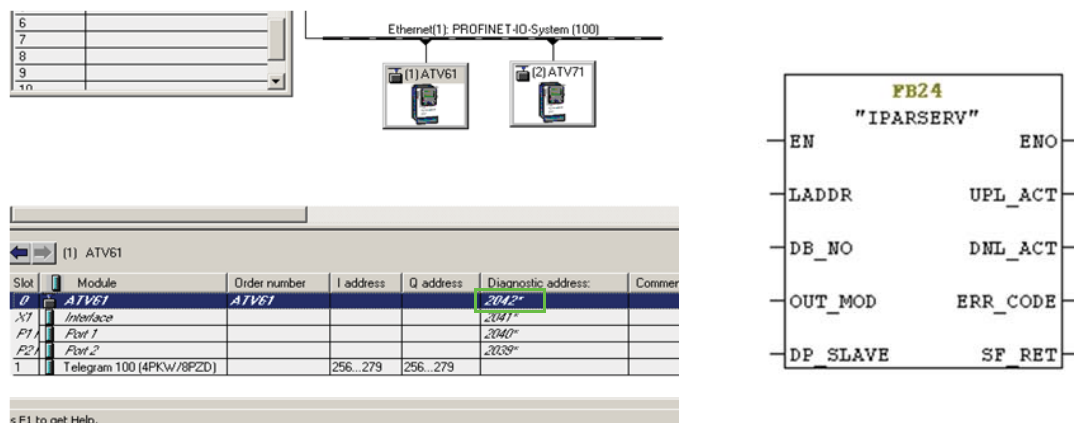 6
7
8
9
10
Ethernet(1): PROFINET-IO-System (100)
(1) ATV61
(2) ATV71
(1) ATV61
Slot Module Order number I address Q address Diagnostic address: Commen
0 ATV61 ATV61 2042*
X1 Interface 2041*
P1 Port 1 2040*
P2 Port 2 2039*
1 Telegram 100 (4PKW/8PZD) 256...279 256...279
s F1 to get Help.
FB24
"IPARSERV"
EN ENO
LADDR UPL_ACT
DB_NO DNL_ACT
OUT_MOD ERR_CODE
DP_SLAVE SF_RET